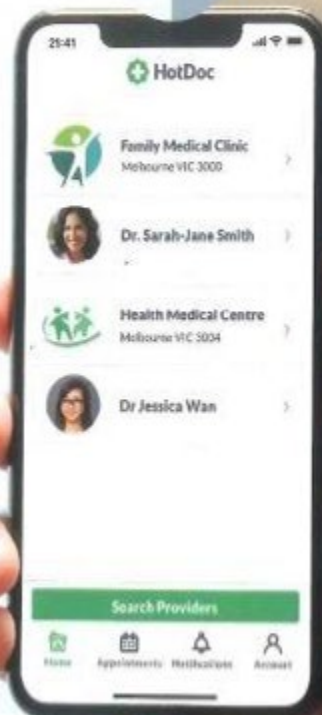 21:41
HotDoc
Family Medical Clinic
Melbourne VIC 3000
Dr. Sarah-Jane Smith
Health Medical Centre
Melbourne VIC 3004
Dr Jessica Wan
Search Providers
Home
Appointments
Notifications
Account